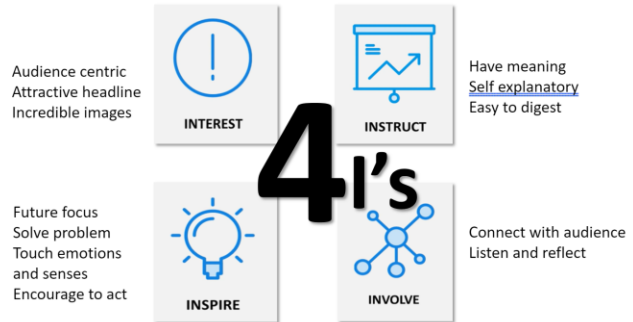 Audience centric
Attractive headline
Incredible images
INTEREST
INSTRUCT
Have meaning
Self explanatory
Easy to digest
4 I's
Future focus
Solve problem
Touch emotions
and senses
Encourage to act
INSPIRE
INVOLVE
Connect with audience
Listen and reflect